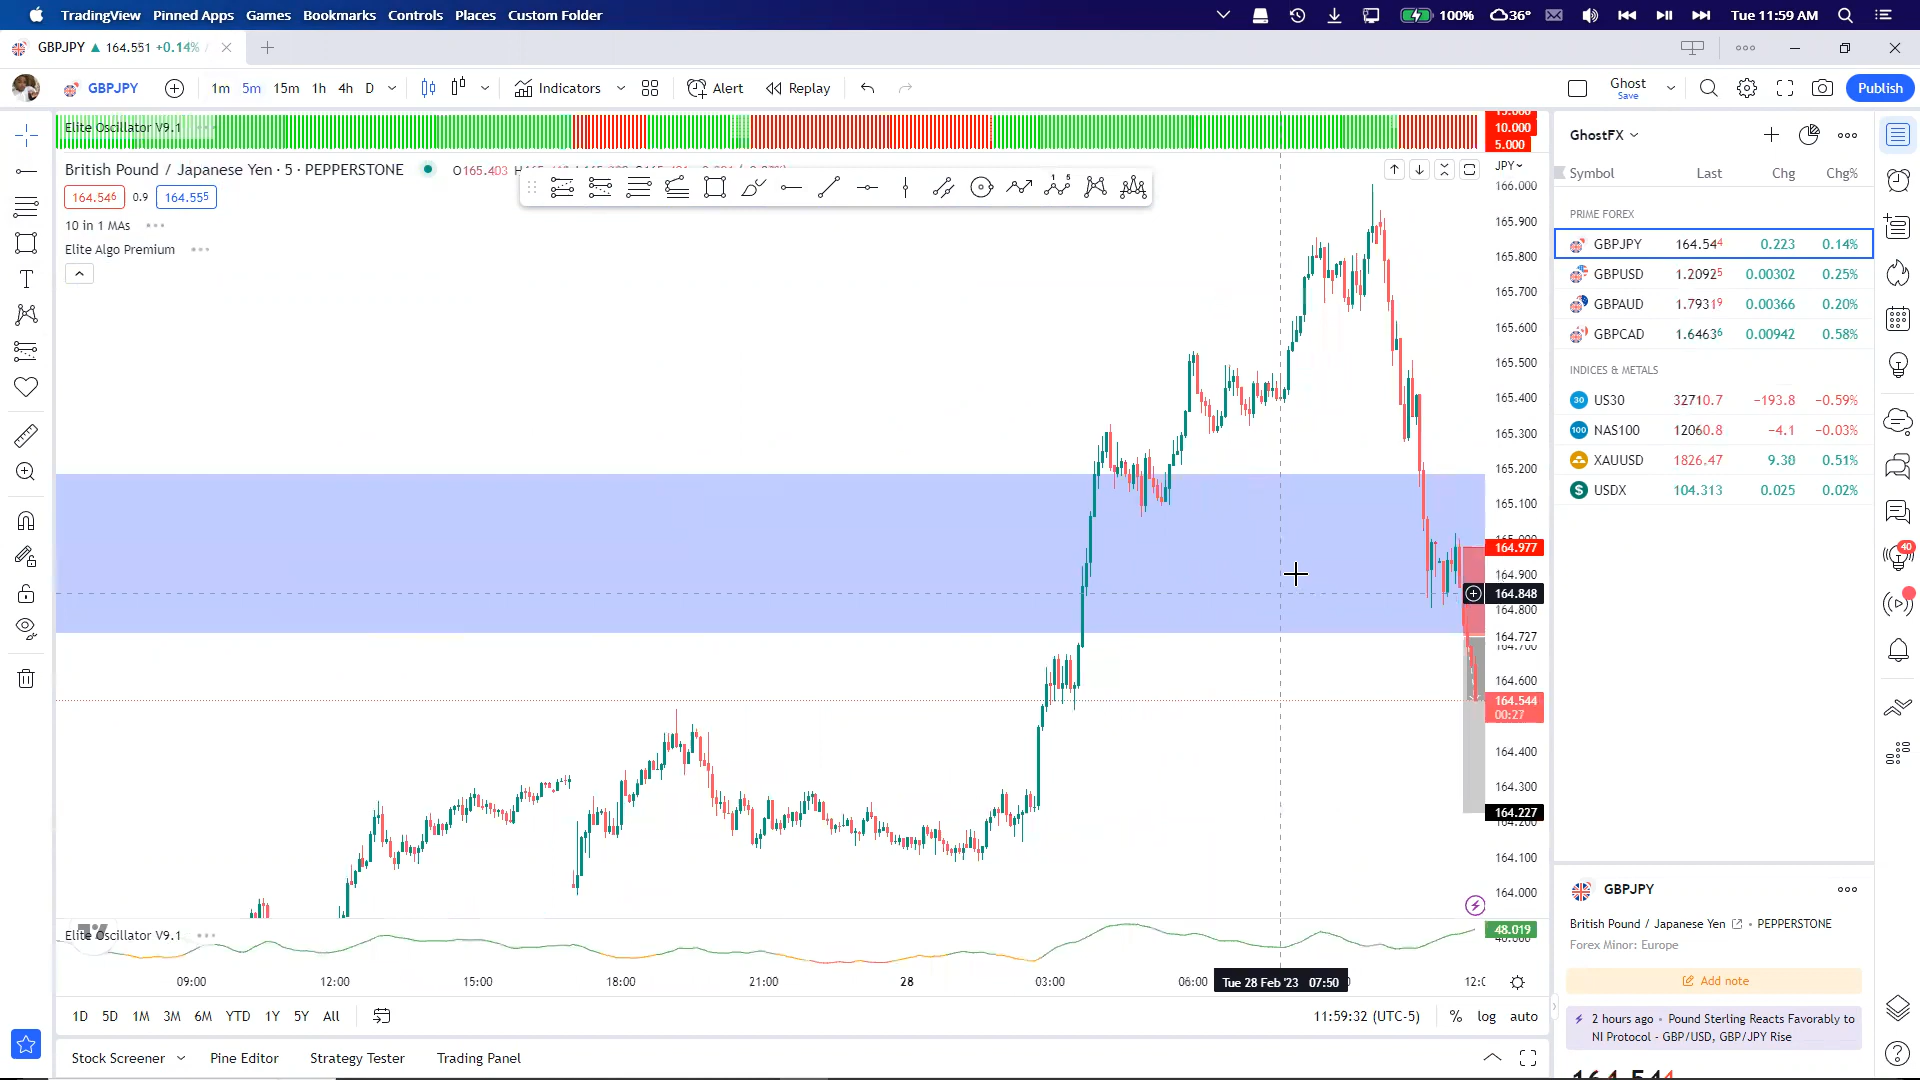 TradingView Pinned Apps Games Bookmarks Controls Places Custom Folder 100% 36° Tue 11:59 AM
GBPJPY ▲ 164.551 +0.14% /
GBPJPY 1m 5m 15m 1h 4h D Indicators Alert Replay Ghost Save Publish
Elite Oscillator V9.1
10.000
5.000
British Pound / Japanese Yen · 5 · PEPPERSTONE O165.403
JPY
164.546 0.9 164.555
10 in 1 MAs
Elite Algo Premium
166.000
165.900
165.800
165.700
165.600
165.500
165.400
165.300
165.200
165.100
164.977
164.900
164.848
164.800
164.727
164.700
164.600
164.544
00:27
164.400
164.300
164.227
164.100
164.000
Elite Oscillator V9.1
48.019
09:00 12:00 15:00 18:00 21:00 28 03:00 06:00 Tue 28 Feb '23 07:50
1D 5D 1M 3M 6M YTD 1Y 5Y All 11:59:32 (UTC-5) % log auto
Stock Screener Pine Editor Strategy Tester Trading Panel
GhostFX
Symbol Last Chg Chg%
PRIME FOREX
GBPJPY 164.544 0.223 0.14%
GBPUSD 1.20925 0.00302 0.25%
GBPAUD 1.79319 0.00366 0.20%
GBPCAD 1.64636 0.00942 0.58%
INDICES & METALS
US30 32710.7 −193.8 −0.59%
NAS100 12060.8 −4.1 −0.03%
XAUUSD 1826.47 9.30 0.51%
USDX 104.313 0.025 0.02%
40
GBPJPY
British Pound / Japanese Yen • PEPPERSTONE
Forex Minor: Europe
Add note
2 hours ago • Pound Sterling Reacts Favorably to
NI Protocol - GBP/USD, GBP/JPY Rise